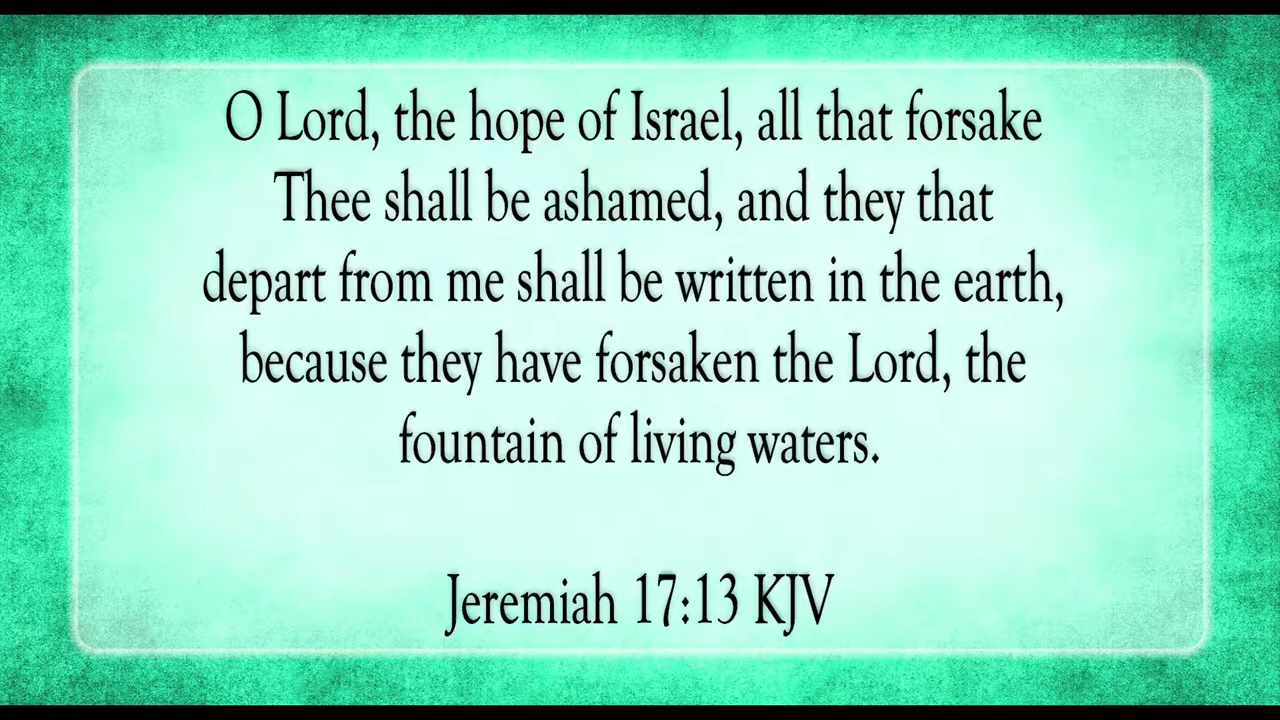 O Lord, the hope of Israel, all that forsake
Thee shall be ashamed, and they that
depart from me shall be written in the earth,
because they have forsaken the Lord, the
fountain of living waters.
Jeremiah 17:13 KJV